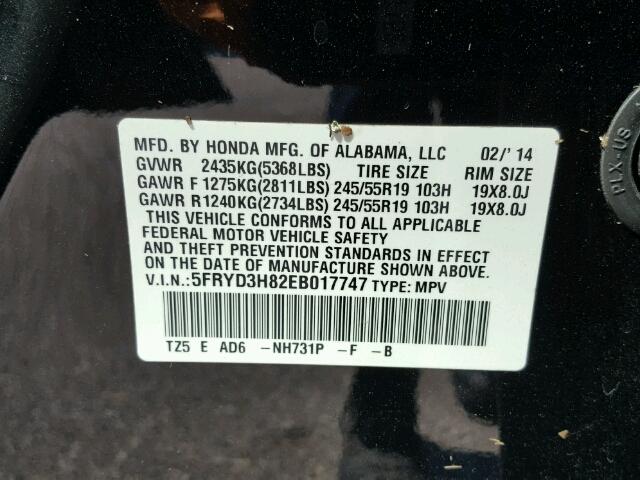 MFD. BY HONDA MFG. OF ALABAMA, LLC 02/' 14
GVWR 2435KG(5368LBS) TIRE SIZE RIM SIZE
GAWR F 1275KG(2811LBS) 245/55R19 103H 19X8.0J
GAWR R 1240KG(2734LBS) 245/55R19 103H 19X8.0J
THIS VEHICLE CONFORMS TO ALL APPLICABLE
FEDERAL MOTOR VEHICLE SAFETY
AND THEFT PREVENTION STANDARDS IN EFFECT
ON THE DATE OF MANUFACTURE SHOWN ABOVE.
V.I.N.:5FRYD3H82EB017747 TYPE: MPV
TZ5 E AD6 -NH731P -F -B
PLX-US